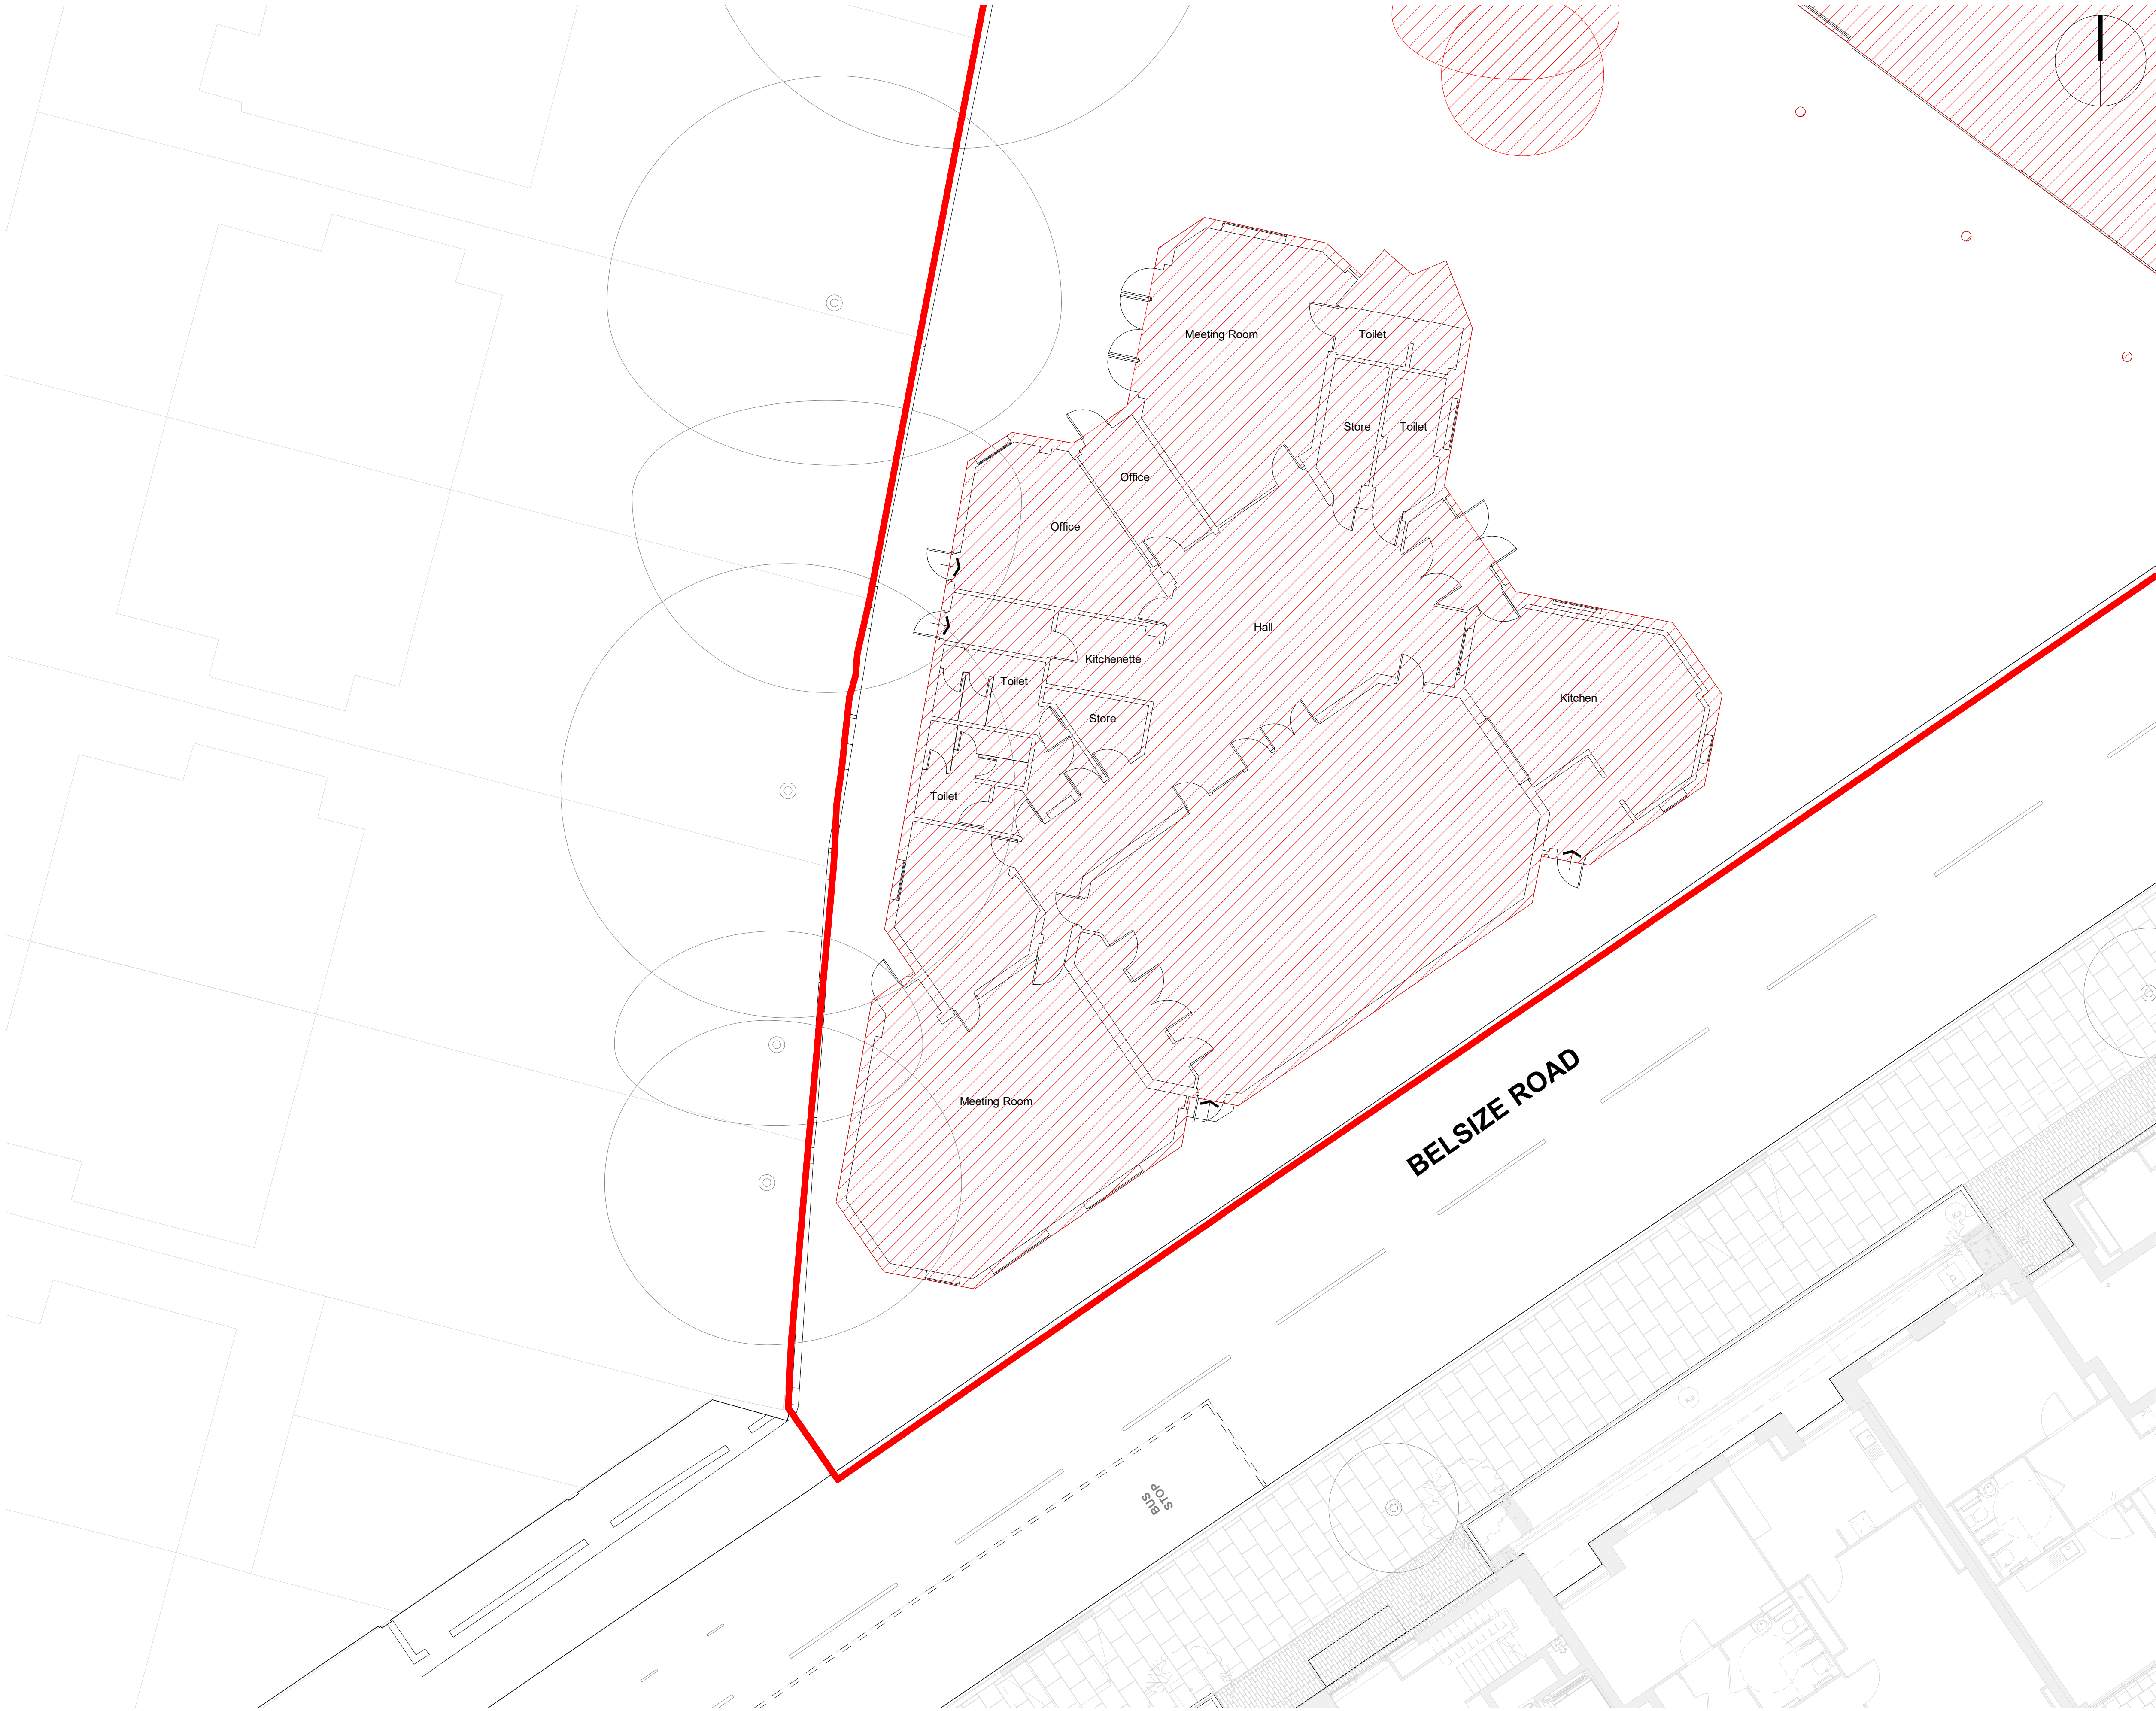 Meeting Room
Toilet
Store
Toilet
Office
Office
Hall
Kitchenette
Toilet
Store
Kitchen
Toilet
Meeting Room
BELSIZE ROAD
BUS
STOP